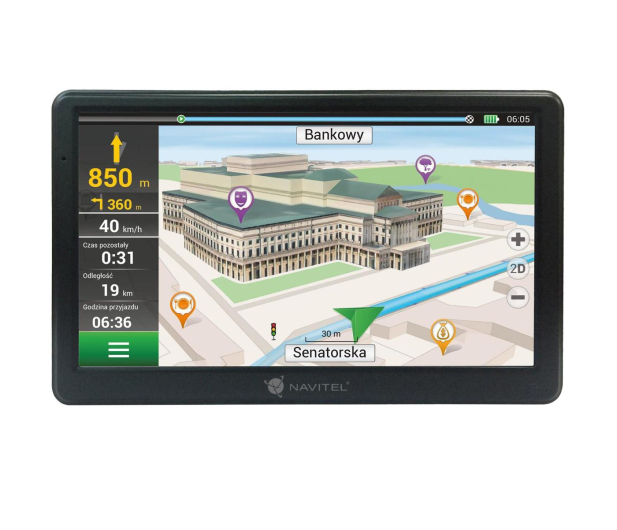 06:05
Bankowy
850 m
360 m
40 km/h
Czas pozostały
0:31
Odległość
19 km
Godzina przyjazdu
06:36
2D
30 m
Senatorska
NAVITEL®